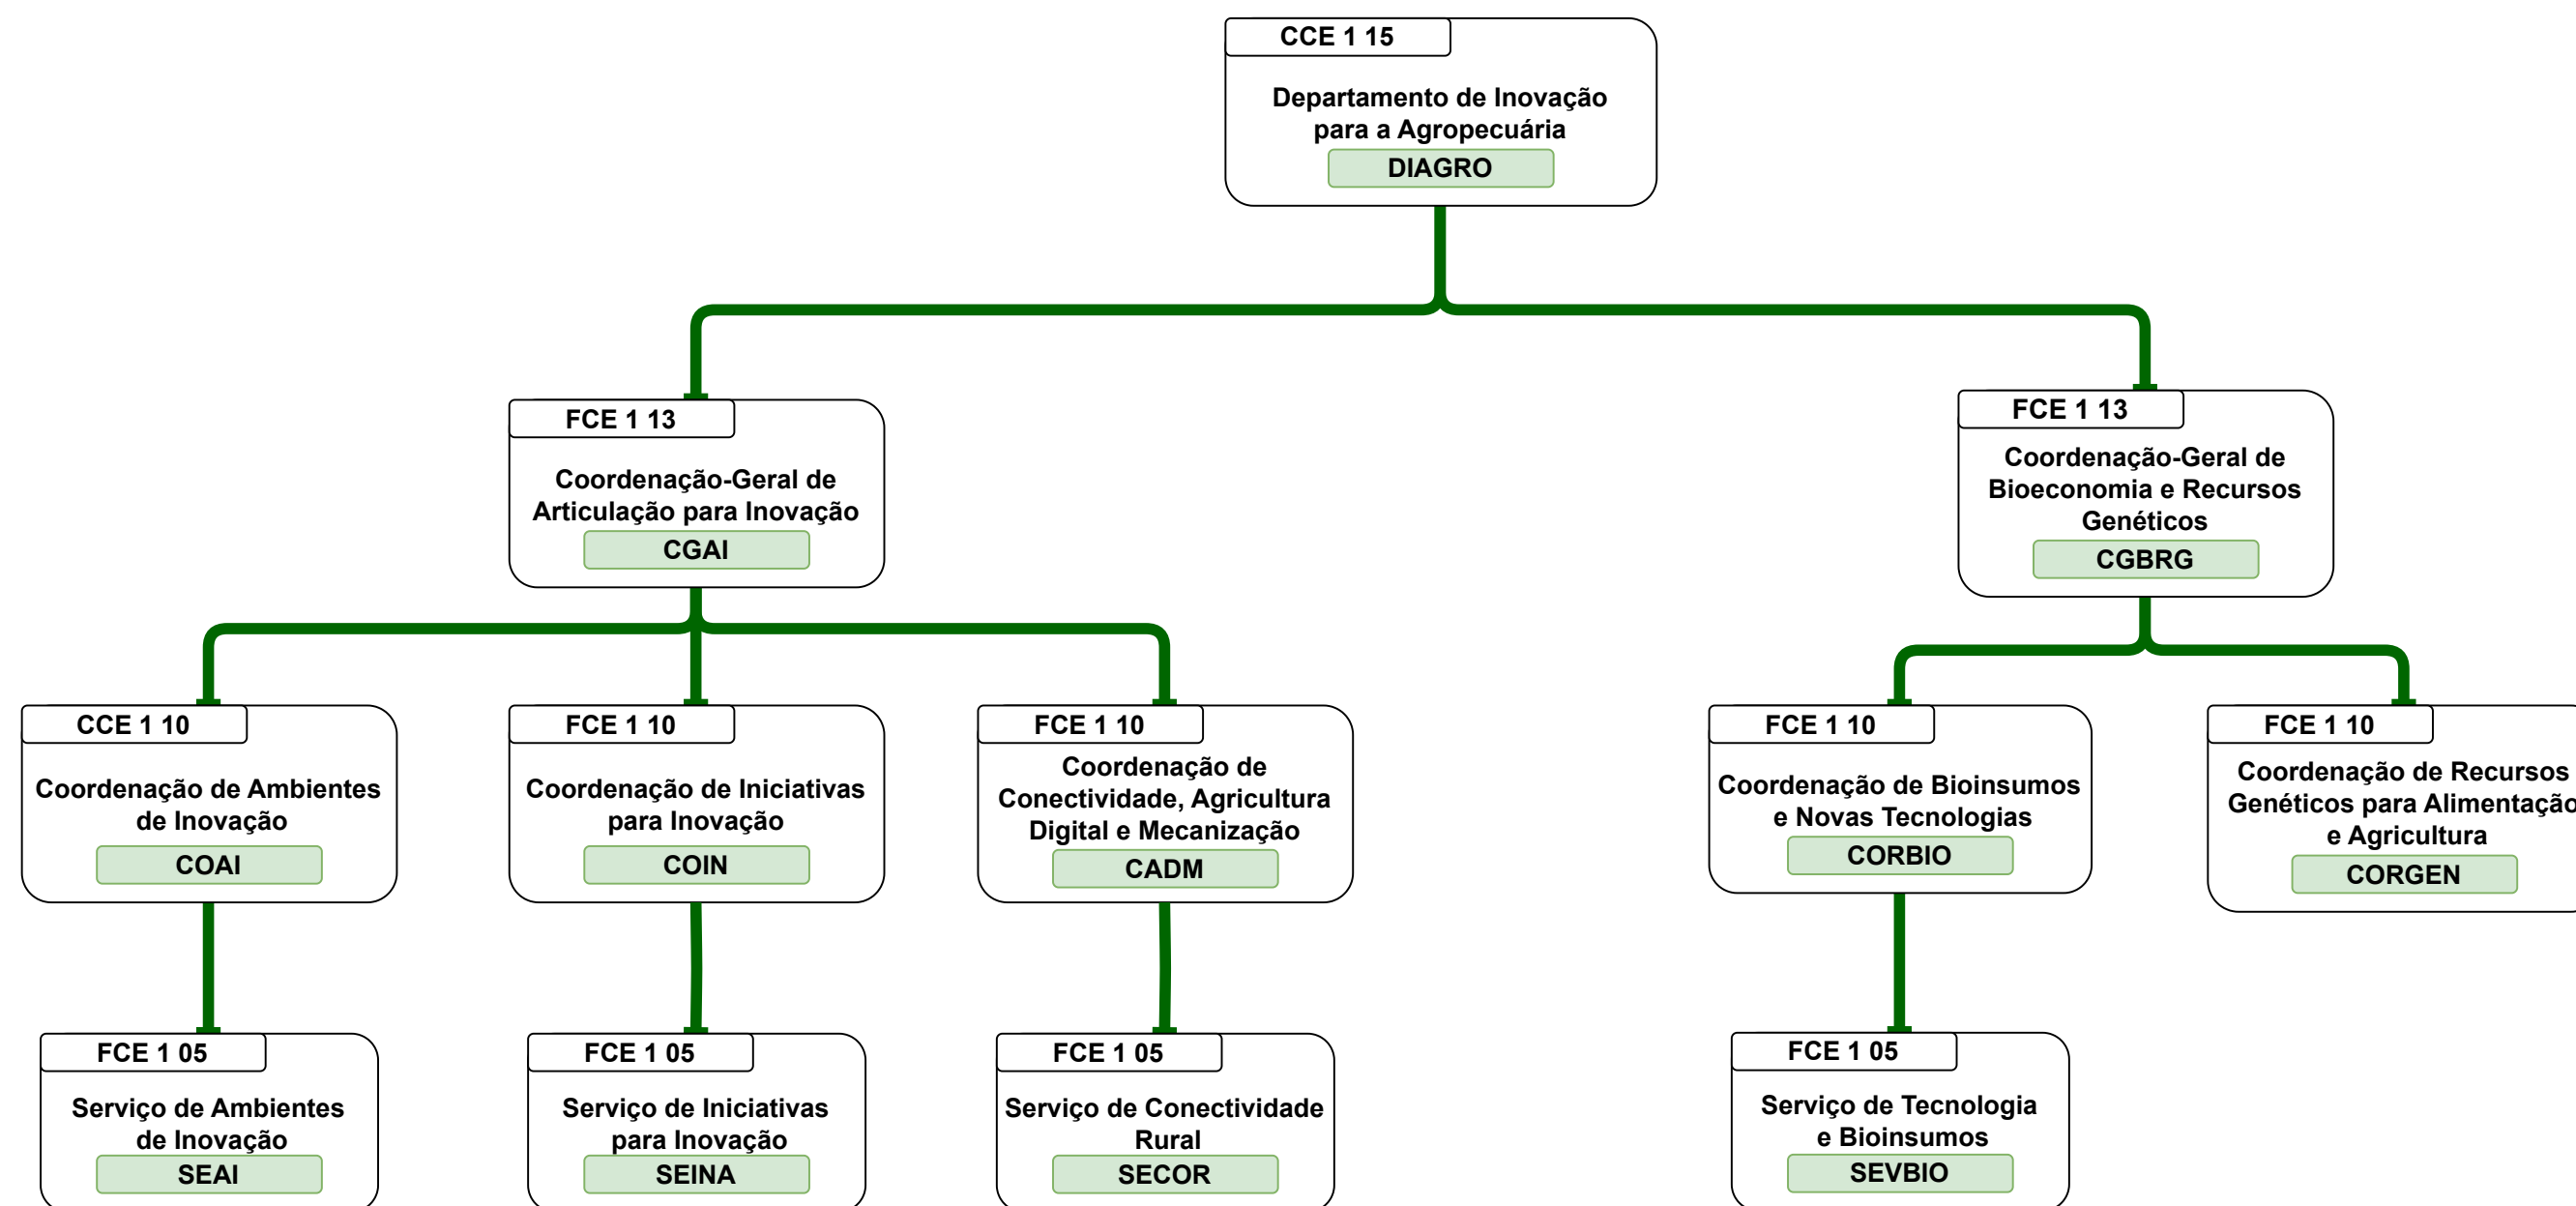 CCE 1 15
Departamento de Inovação
para a Agropecuária
DIAGRO
FCE 1 13
Coordenação-Geral de
Articulação para Inovação
CGAI
FCE 1 13
Coordenação-Geral de
Bioeconomia e Recursos
Genéticos
CGBRG
CCE 1 10
Coordenação de Ambientes
de Inovação
COAI
FCE 1 10
Coordenação de Iniciativas
para Inovação
COIN
FCE 1 10
Coordenação de
Conectividade, Agricultura
Digital e Mecanização
CADM
FCE 1 10
Coordenação de Bioinsumos
e Novas Tecnologias
CORBIO
FCE 1 10
Coordenação de Recursos
Genéticos para Alimentação
e Agricultura
CORGEN
FCE 1 05
Serviço de Ambientes
de Inovação
SEAI
FCE 1 05
Serviço de Iniciativas
para Inovação
SEINA
FCE 1 05
Serviço de Conectividade
Rural
SECOR
FCE 1 05
Serviço de Tecnologia
e Bioinsumos
SEVBIO